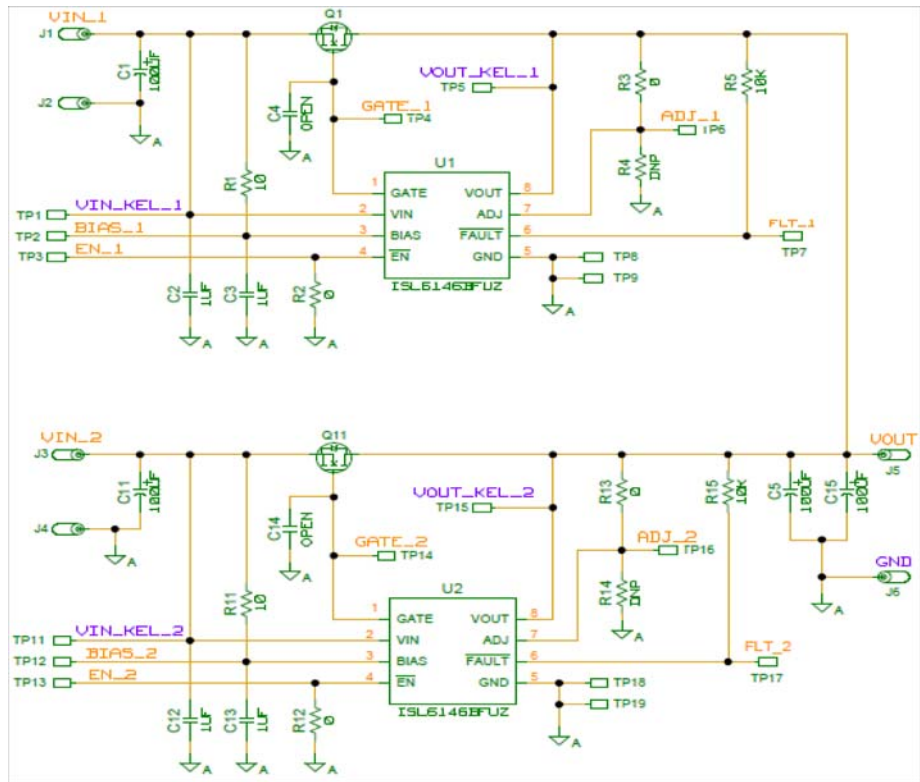 VIN_1
J1
Q1
C1
100UF
J2
A
C4
OPEN
A
GATE_1
TP4
VOUT_KEL_1
TP5
R3
0
R5
10K
ADJ_1
TP6
R4
DNP
A
R1
10
U1
1 GATE VOUT 8
2 VIN ADJ 7
3 BIAS FAULT 6
4 EN GND 5
ISL6146BFUZ
TP1 VIN_KEL_1
TP2 BIAS_1
TP3 EN_1
FLT_1
TP7
TP8
TP9
A
C2
1UF
C3
1UF
R2
0
A
A
A
VIN_2
J3
Q11
VOUT
J5
C11
100UF
J4
A
C14
OPEN
A
GATE_2
TP14
VOUT_KEL_2
TP15
R13
0
R15
10K
C5
100UF
C15
100UF
ADJ_2
TP16
R14
DNP
A
GND
J6
A
R11
10
U2
1 GATE VOUT 8
2 VIN ADJ 7
3 BIAS FAULT 6
4 EN GND 5
ISL6146BFUZ
TP11 VIN_KEL_2
TP12 BIAS_2
TP13 EN_2
FLT_2
TP17
TP18
TP19
A
C12
1UF
C13
1UF
R12
0
A
A
A